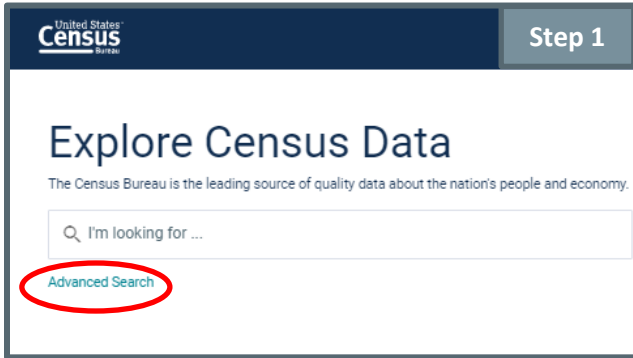 United States®
Census
Bureau
Step 1
Explore Census Data
The Census Bureau is the leading source of quality data about the nation's people and economy.
I'm looking for ...
Advanced Search